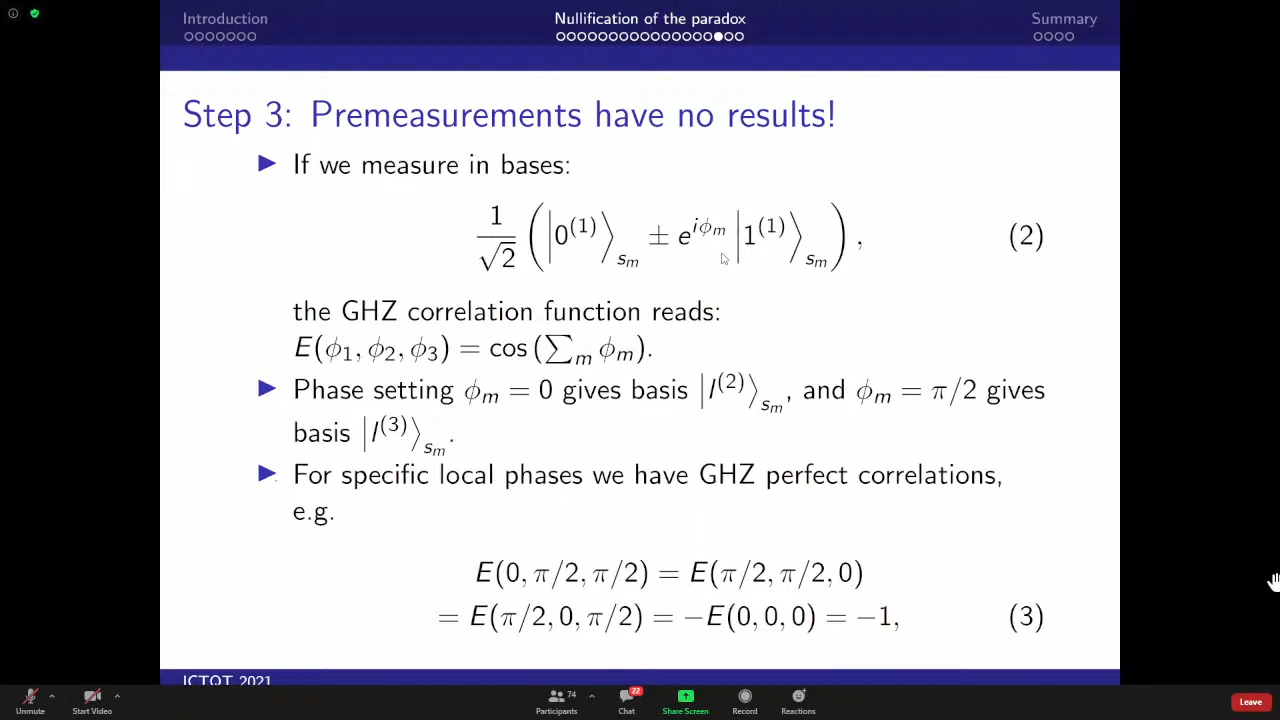 Introduction
Nullification of the paradox
Summary
Step 3: Premeasurements have no results!
▶ If we measure in bases:
1/√2 (|0⁽¹⁾⟩_{s_m} ± e^{iϕ_m} |1⁽¹⁾⟩_{s_m}), (2)
the GHZ correlation function reads:
E(ϕ₁, ϕ₂, ϕ₃) = cos (∑_m ϕ_m).
▶ Phase setting ϕ_m = 0 gives basis |l⁽²⁾⟩_{s_m}, and ϕ_m = π/2 gives
basis |l⁽³⁾⟩_{s_m}.
▶ For specific local phases we have GHZ perfect correlations,
e.g.
E(0, π/2, π/2) = E(π/2, π/2, 0)
= E(π/2, 0, π/2) = −E(0, 0, 0) = −1, (3)
ICTQT 2021
Unmute
Start Video
74
Participants
22
Chat
Share Screen
Record
Reactions
Leave